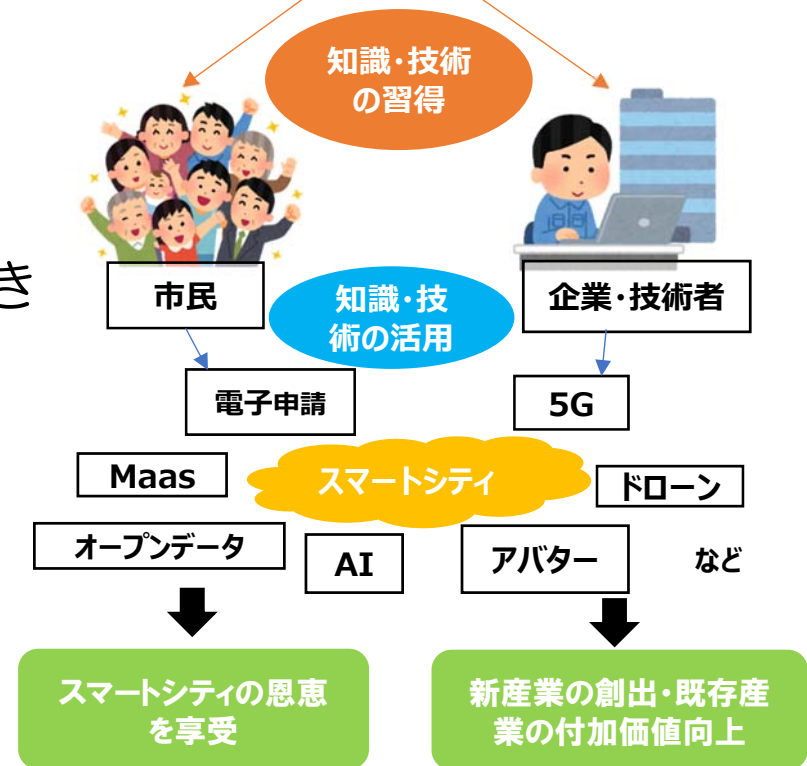 知識・技術
の習得
き
市民
知識・技
術の活用
企業・技術者
電子申請
5G
Maas
スマートシティ
ドローン
オープンデータ
AI
アバター
など
スマートシティの恩恵
を享受
新産業の創出・既存産
業の付加価値向上